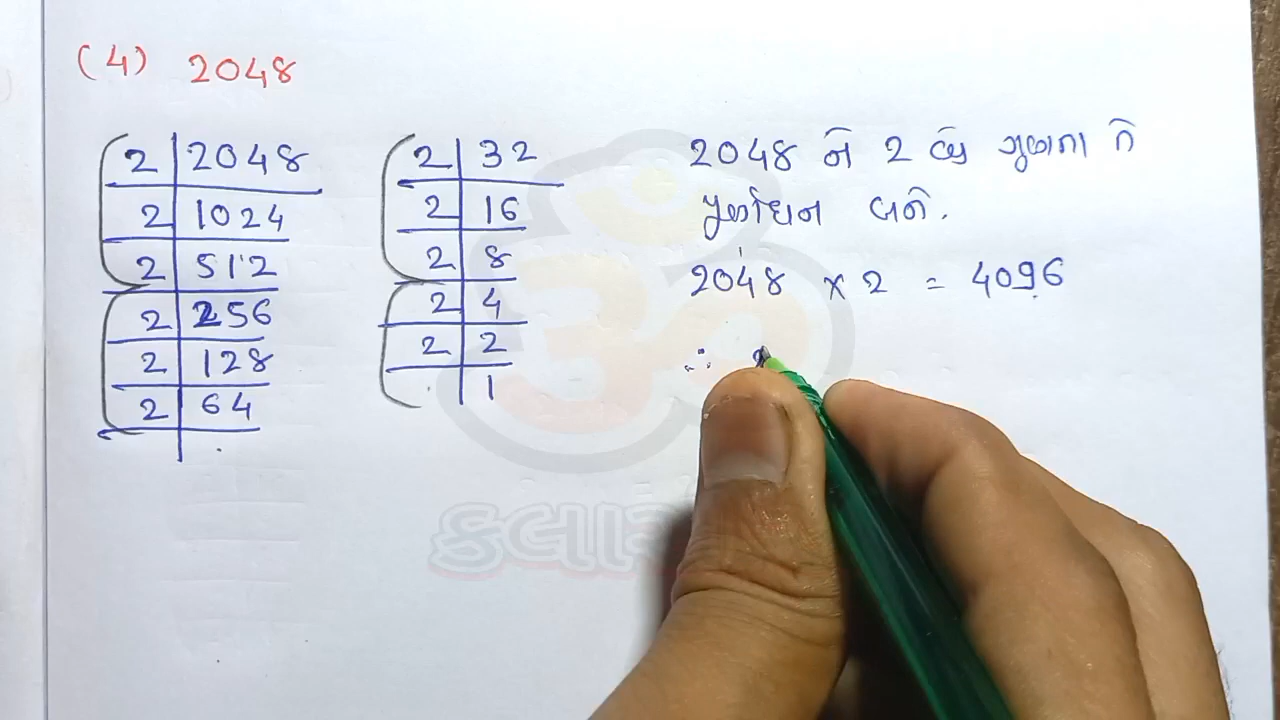 (4) 2048
2 | 2048
2 | 1024
2 | 512
2 | 256
2 | 128
2 | 64
2 | 32
2 | 16
2 | 8
2 | 4
2 | 2
1
2048 ને 2 વડે ગુણતા તે
પૂર્ણઘન બને.
2048 × 2 = 4096
∴